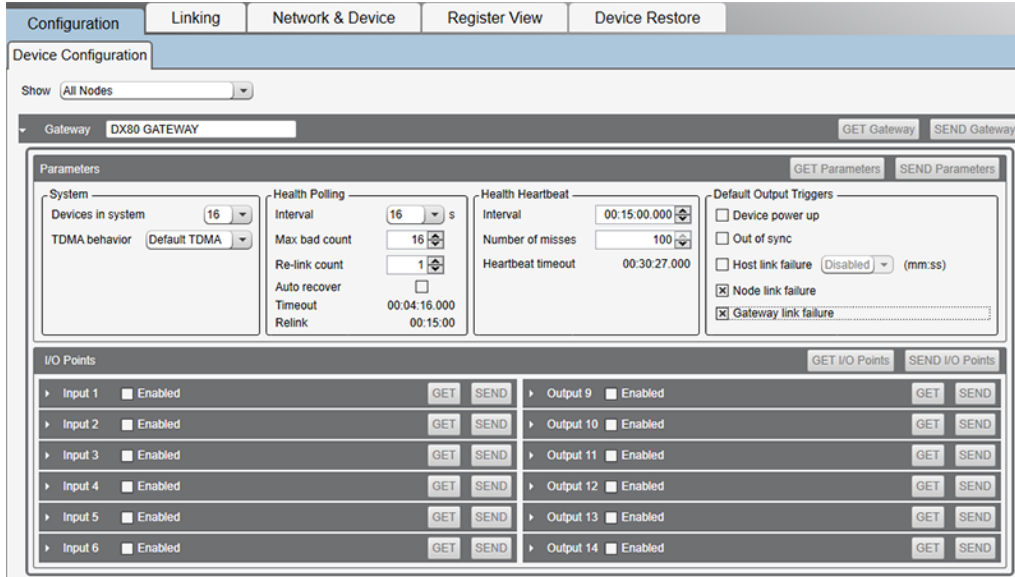 Configuration Linking Network & Device Register View Device Restore
Device Configuration
Show All Nodes
Gateway DX80 GATEWAY GET Gateway SEND Gateway
Parameters GET Parameters SEND Parameters
System
Devices in system 16
TDMA behavior Default TDMA
Health Polling
Interval 16 s
Max bad count 16
Re-link count 1
Auto recover
Timeout 00:04:16.000
Relink 00:15:00
Health Heartbeat
Interval 00:15:00.000
Number of misses 100
Heartbeat timeout 00:30:27.000
Default Output Triggers
Device power up
Out of sync
Host link failure Disabled (mm:ss)
Node link failure
Gateway link failure
I/O Points GET I/O Points SEND I/O Points
Input 1 Enabled GET SEND Output 9 Enabled GET SEND
Input 2 Enabled GET SEND Output 10 Enabled GET SEND
Input 3 Enabled GET SEND Output 11 Enabled GET SEND
Input 4 Enabled GET SEND Output 12 Enabled GET SEND
Input 5 Enabled GET SEND Output 13 Enabled GET SEND
Input 6 Enabled GET SEND Output 14 Enabled GET SEND